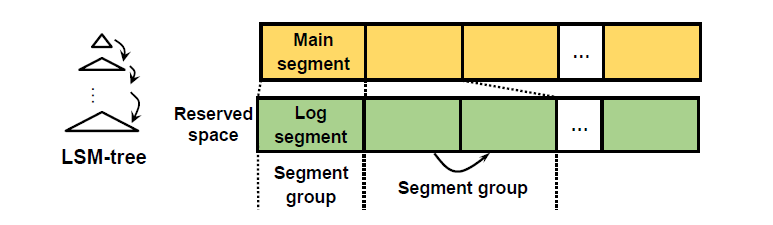 Main
segment
...
Reserved
space
Log
segment
...
LSM-tree
Segment
group
Segment group